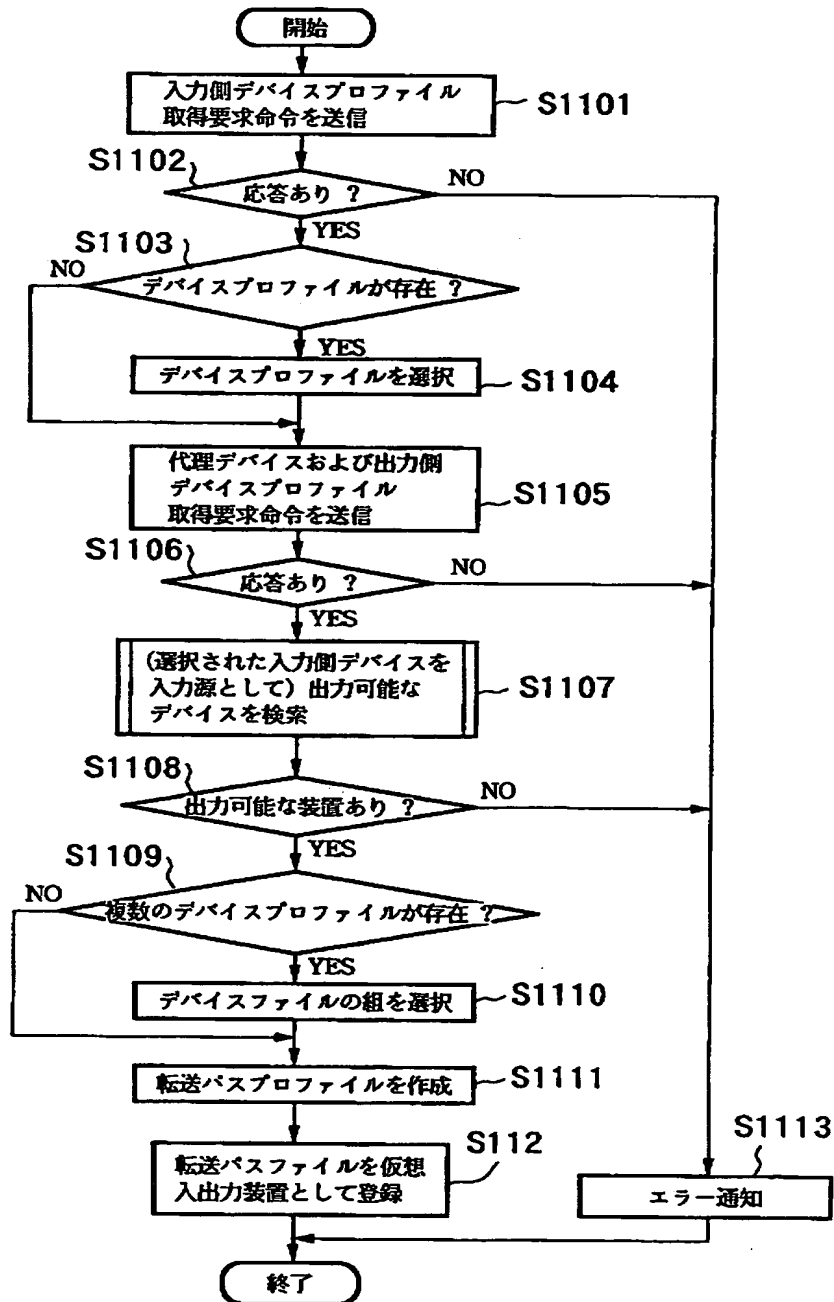 開始
入力側デバイスプロファイル
取得要求命令を送信
S1101
S1102
応答あり ?
NO
YES
S1103
NO
デバイスプロファイルが存在 ?
YES
デバイスプロファイルを選択
S1104
代理デバイスおよび出力側
デバイスプロファイル
取得要求命令を送信
S1105
S1106
応答あり ?
NO
YES
(選択された入力側デバイスを
入力源として) 出力可能な
デバイスを検索
S1107
S1108
出力可能な装置あり ?
NO
YES
S1109
NO
複数のデバイスプロファイルが存在 ?
YES
デバイスファイルの組を選択
S1110
転送パスプロファイルを作成
S1111
S112
転送パスファイルを仮想
入出力装置として登録
S1113
エラー通知
終了